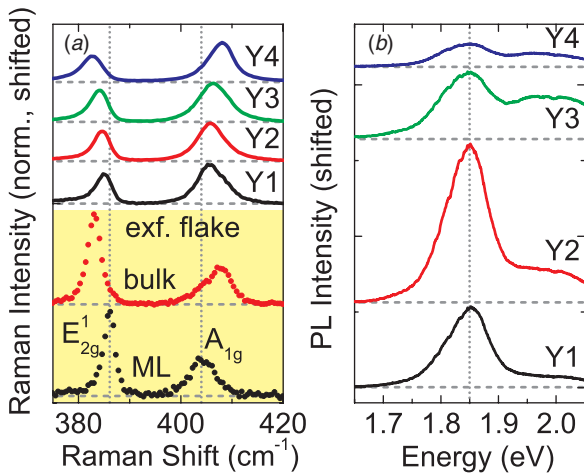 (a)
Y4
Y3
Y2
Y1
exf. flake
bulk
E¹2g
ML
A1g
Raman Intensity (norm., shifted)
380 400 420
Raman Shift (cm⁻¹)
(b)
Y4
Y3
Y2
Y1
PL Intensity (shifted)
1.7 1.8 1.9 2.0
Energy (eV)